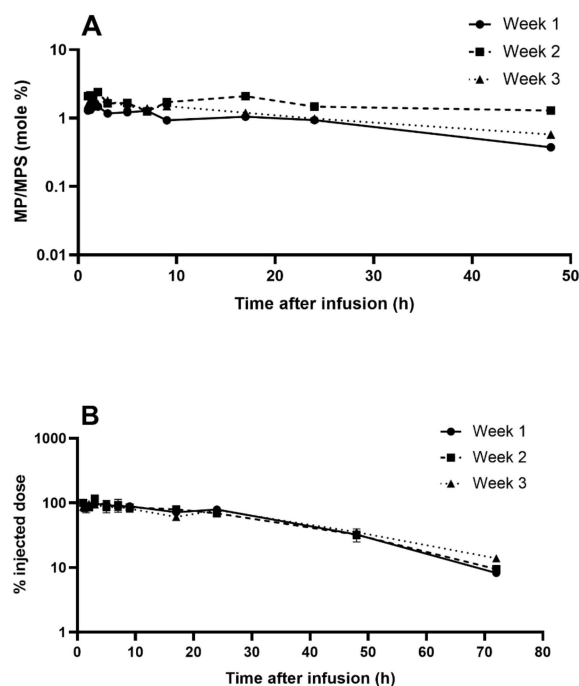 A
Week 1
Week 2
Week 3
10
1
0.1
0.01
MP/MPS (mole %)
0 10 20 30 40 50
Time after infusion (h)
B
Week 1
Week 2
Week 3
1000
100
10
1
% injected dose
0 10 20 30 40 50 60 70 80
Time after infusion (h)